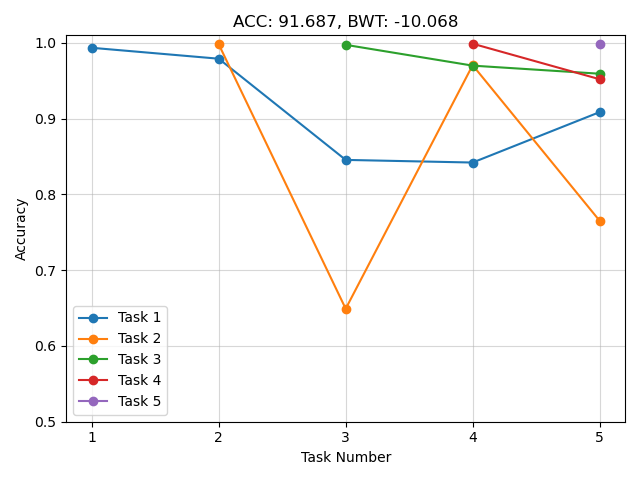 ACC: 91.687, BWT: -10.068
Accuracy
1.0
0.9
0.8
0.7
0.6
0.5
Task 1
Task 2
Task 3
Task 4
Task 5
1 2 3 4 5
Task Number